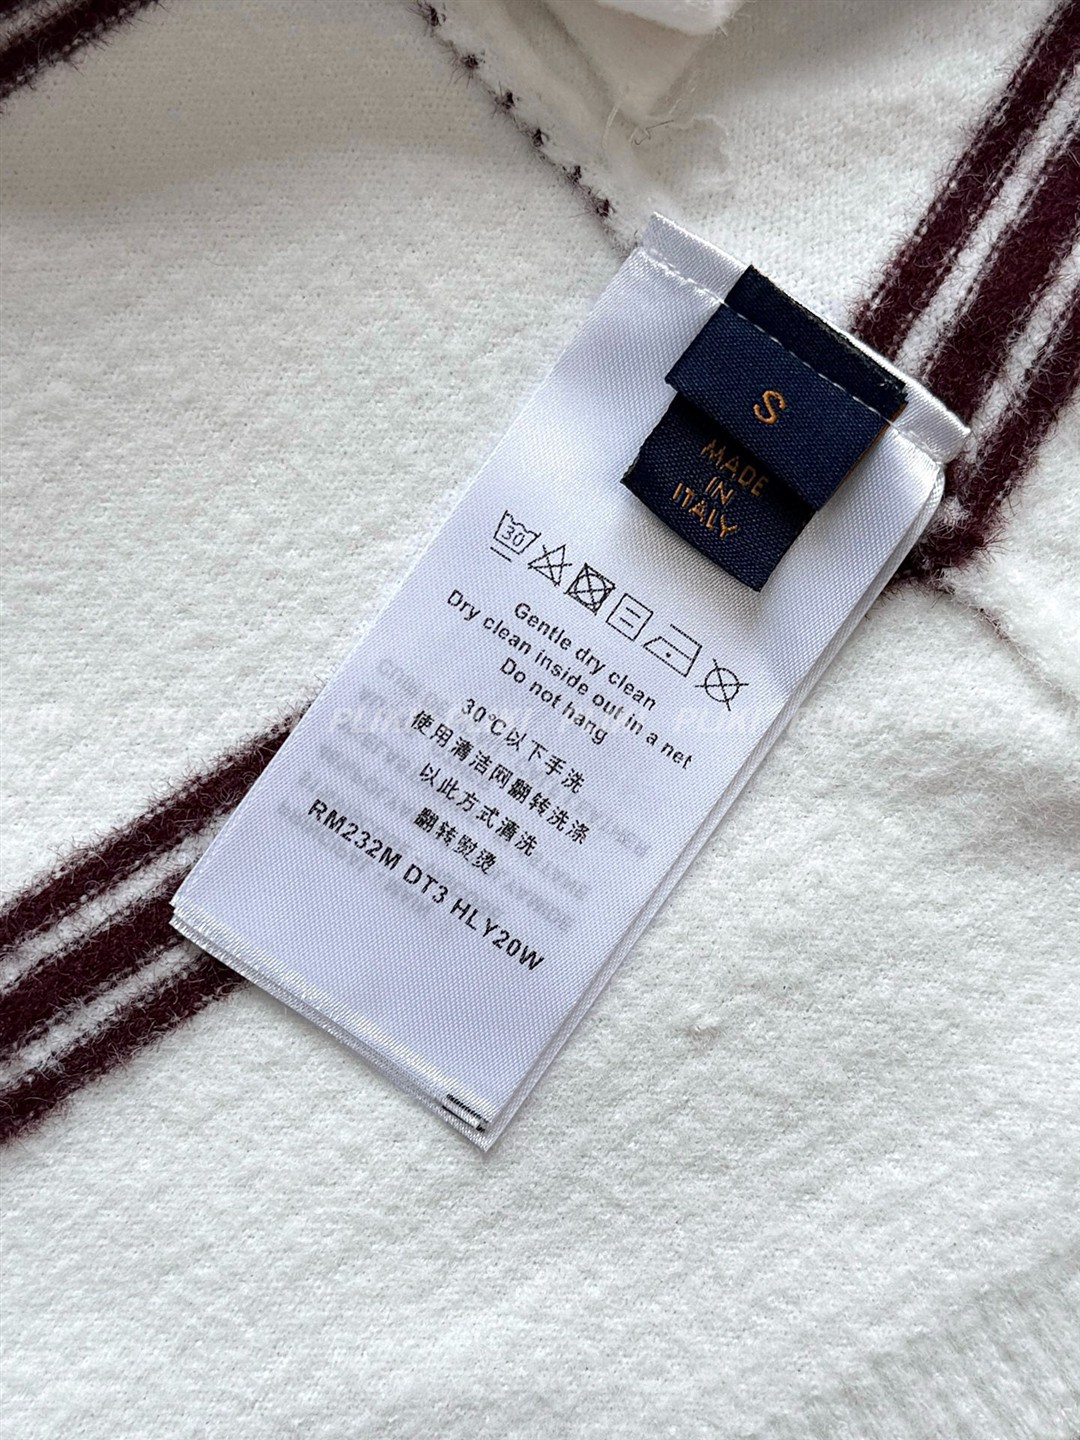 S
MADE
IN
ITALY
30
Gentle dry clean
Dry clean inside out in a net
Do not hang
30℃以下手洗
使用清洁网翻转洗涤
以此方式清洗
翻转熨烫
RM232M DT3 HLY20W